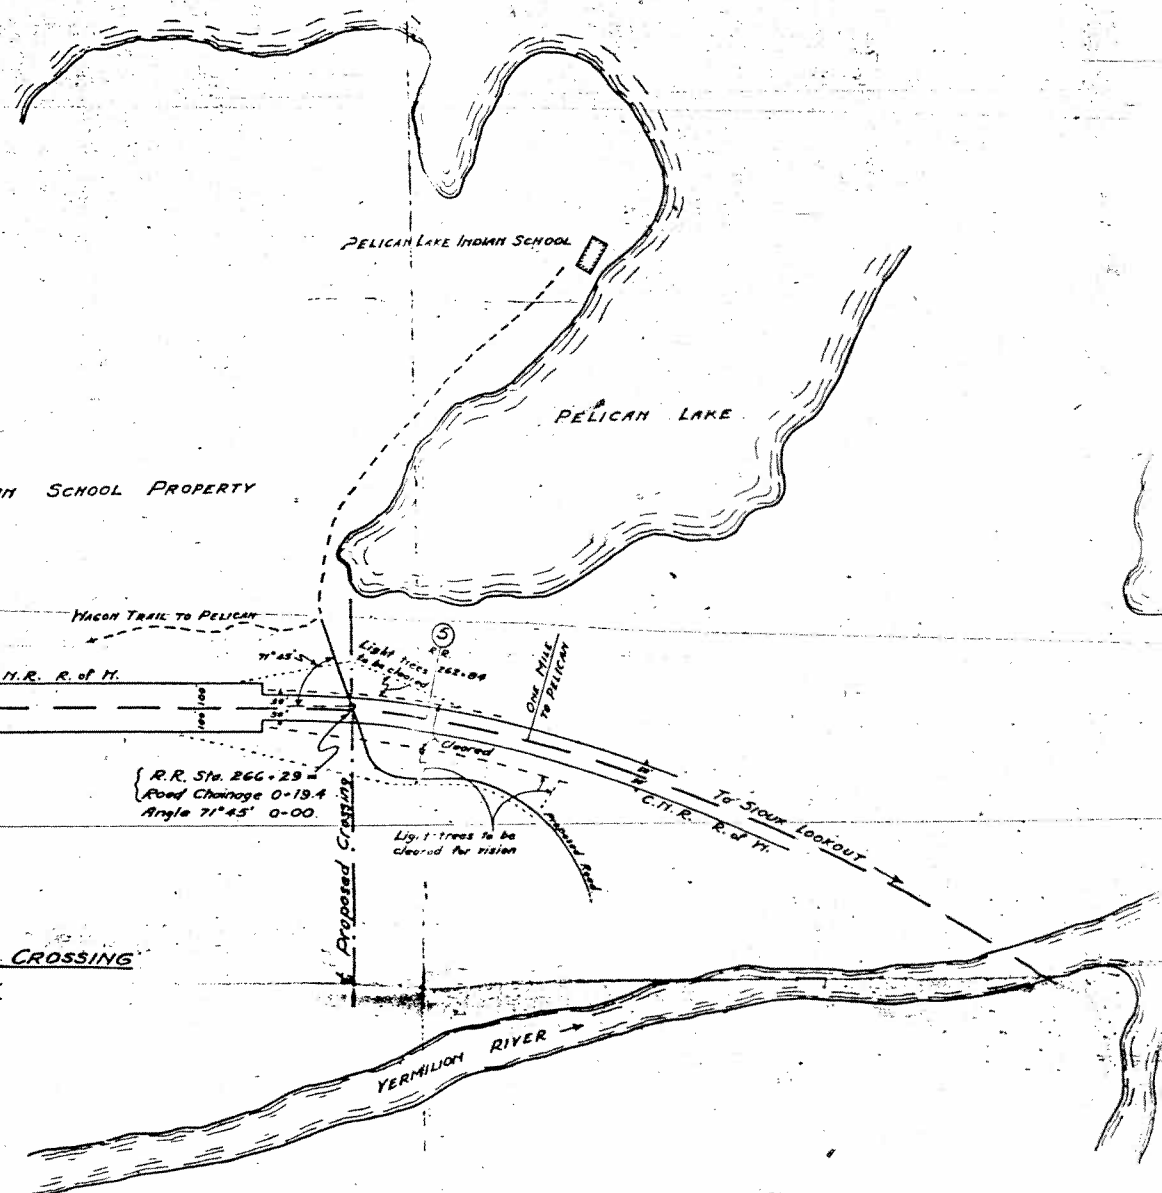 PELICAN LAKE INDIAN SCHOOL
PELICAN LAKE
SCHOOL PROPERTY
WAGON TRAIL TO PELICAN
N.R. R. of W.
71°45'
Light trees
to be cleared
5
R.R.
262+84
ONE MILE
TO PELICAN
100
100
50
50
Cleared
R.R. Sta. 266+29 =
Road Chainage 0+19.4
Angle 71°45' 0+00
Proposed Crossing
Light trees to be
cleared for vision
Proposed Road
C.N.R. R. of W.
TO SIOUX LOOKOUT
CROSSING
VERMILION RIVER